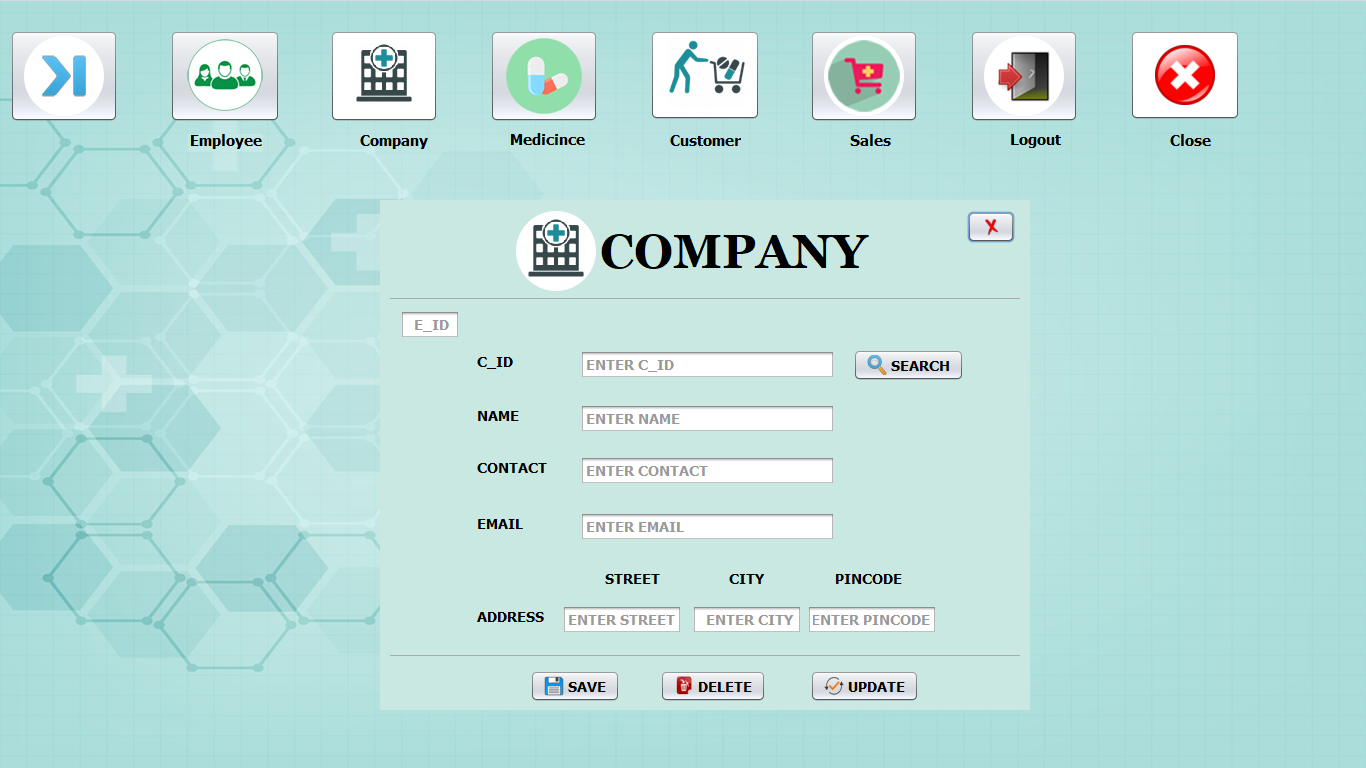 Employee Company Medicince Customer Sales Logout Close
COMPANY
X
E_ID
C_ID ENTER C_ID SEARCH
NAME ENTER NAME
CONTACT ENTER CONTACT
EMAIL ENTER EMAIL
STREET CITY PINCODE
ADDRESS ENTER STREET ENTER CITY ENTER PINCODE
SAVE DELETE UPDATE